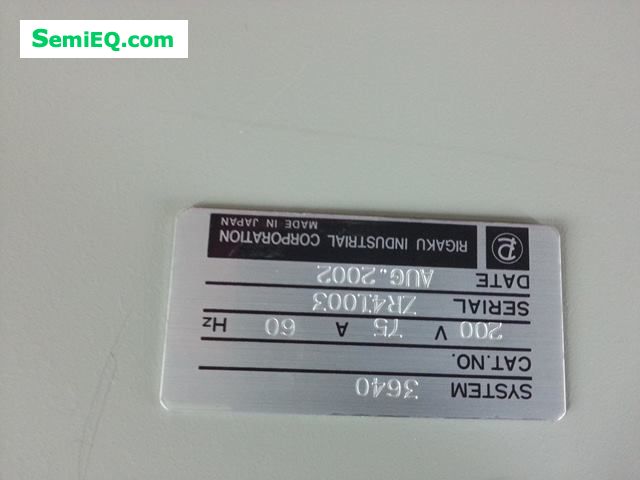 SemiEQ.com
SYSTEM 3640
CAT.NO.
200 V 75 A 60 Hz
SERIAL ZR41003
DATE AUG.2002
RIGAKU INDUSTRIAL CORPORATION
MADE IN JAPAN